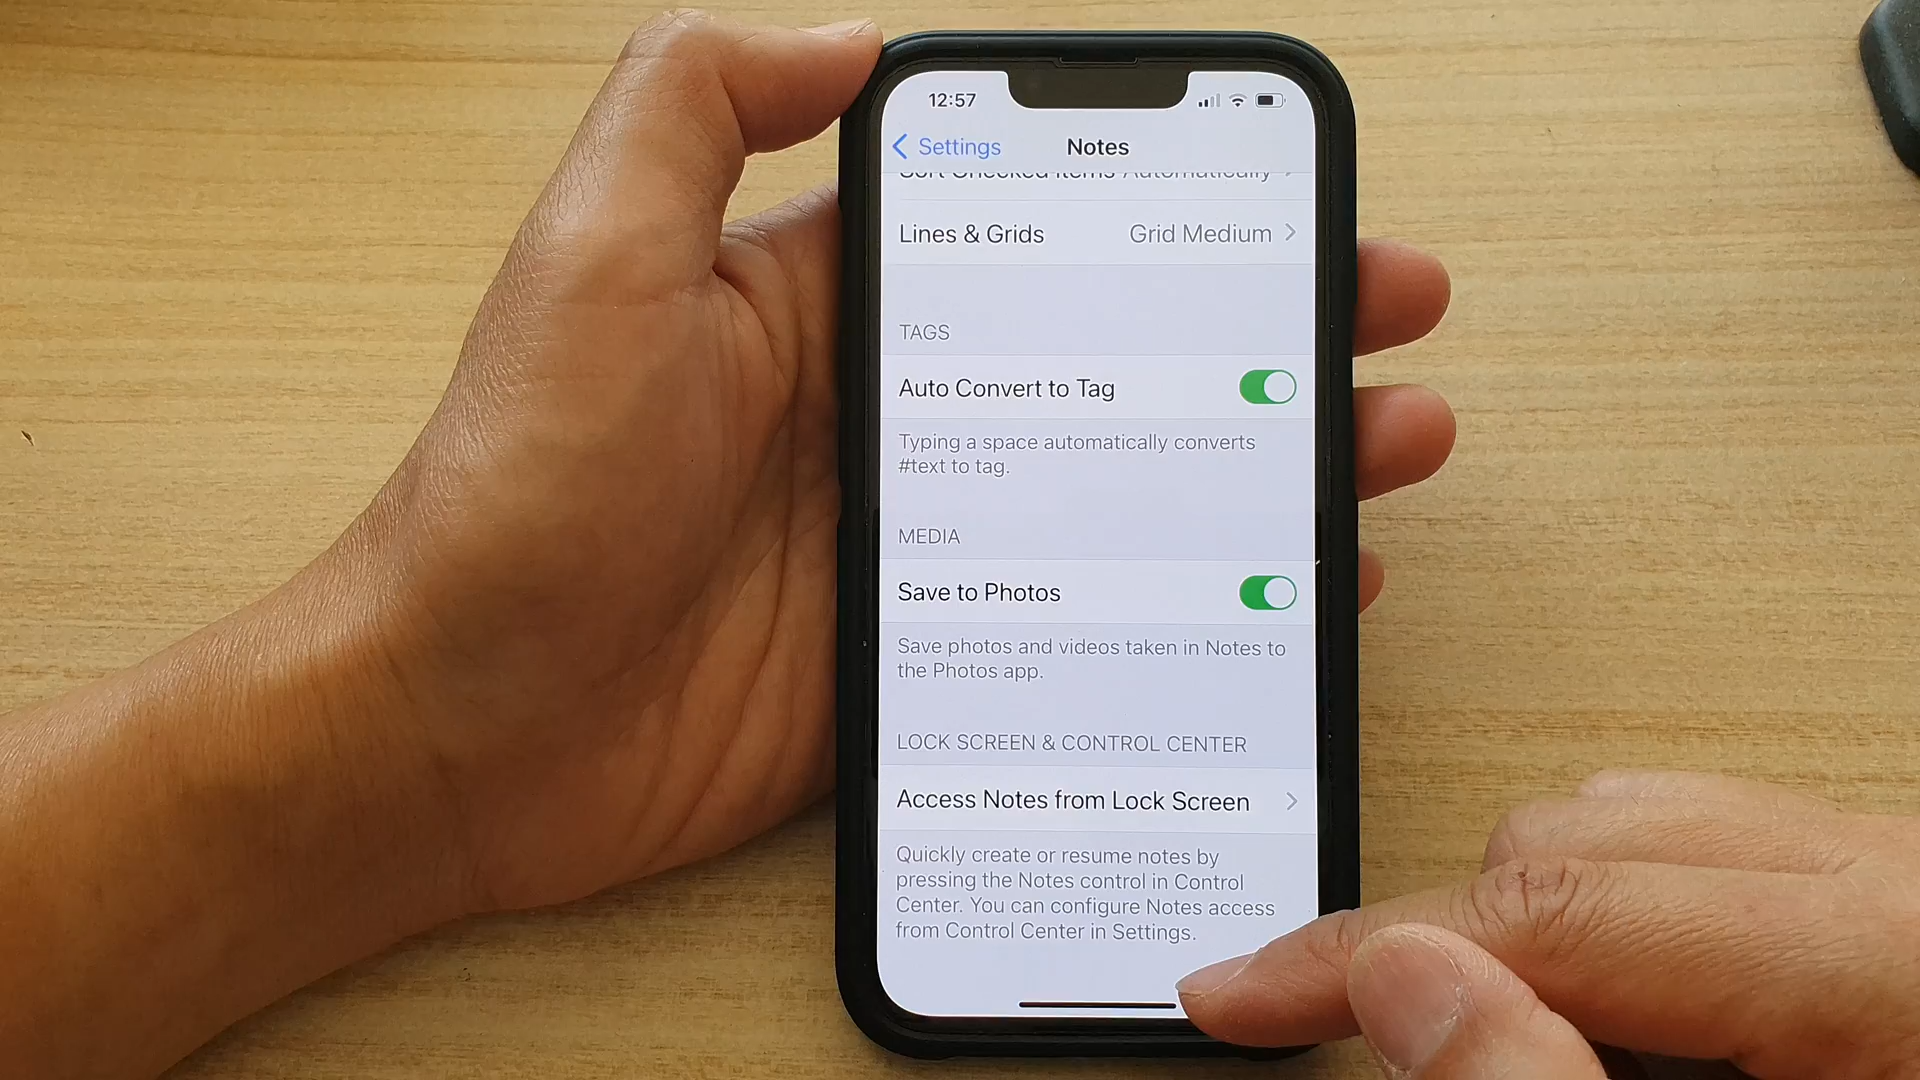 12:57
Settings
Notes
Sort Checked Items Automatically
Lines & Grids Grid Medium
TAGS
Auto Convert to Tag
Typing a space automatically converts
#text to tag.
MEDIA
Save to Photos
Save photos and videos taken in Notes to
the Photos app.
LOCK SCREEN & CONTROL CENTER
Access Notes from Lock Screen
Quickly create or resume notes by
pressing the Notes control in Control
Center. You can configure Notes access
from Control Center in Settings.